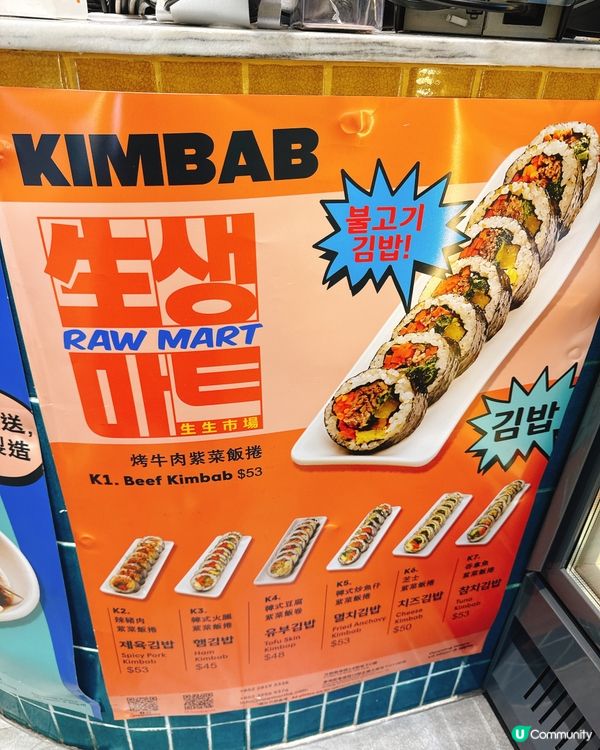 KIMBAB
生생
RAW MART
마트
生生市場
불고기
김밥!
김밥
烤牛肉紫菜飯捲
K1. Beef Kimbab $53
K2.
辣豬肉
紫菜飯捲
제육김밥
Spicy Pork
Kimbab
$53
K3.
韓式火腿
紫菜飯捲
햄김밥
Ham
Kimbab
$45
K4.
韓式豆腐
紫菜飯卷
유부김밥
Tofu Skin
Kimbap
$48
K5.
韓式炒魚仔
紫菜飯捲
멸치김밥
Fried Anchovy
Kimbab
$53
K6.
芝士
紫菜飯捲
치즈김밥
Cheese
Kimbab
$50
K7.
吞拿魚
紫菜飯捲
참치김밥
Tuna
Kimbab
$53
送,
製造
U Community